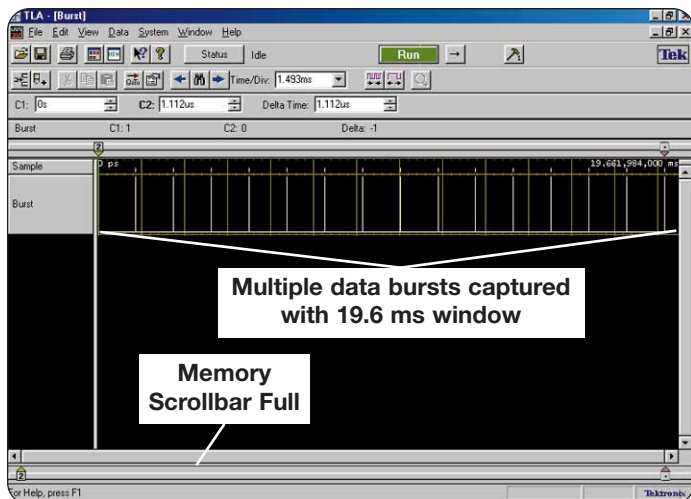 TLA - [Burst]
File Edit View Data System Window Help
Status Idle Run Tek
Time/Div: 1.493ms
C1: 0s C2: 1.112us Delta Time: 1.112us
Burst C1: 1 C2: 0 Delta: -1
2
Sample 0 ps 19.661,984,000 ms
Burst
Multiple data bursts captured
with 19.6 ms window
Memory
Scrollbar Full
2
For Help, press F1 Tektronix